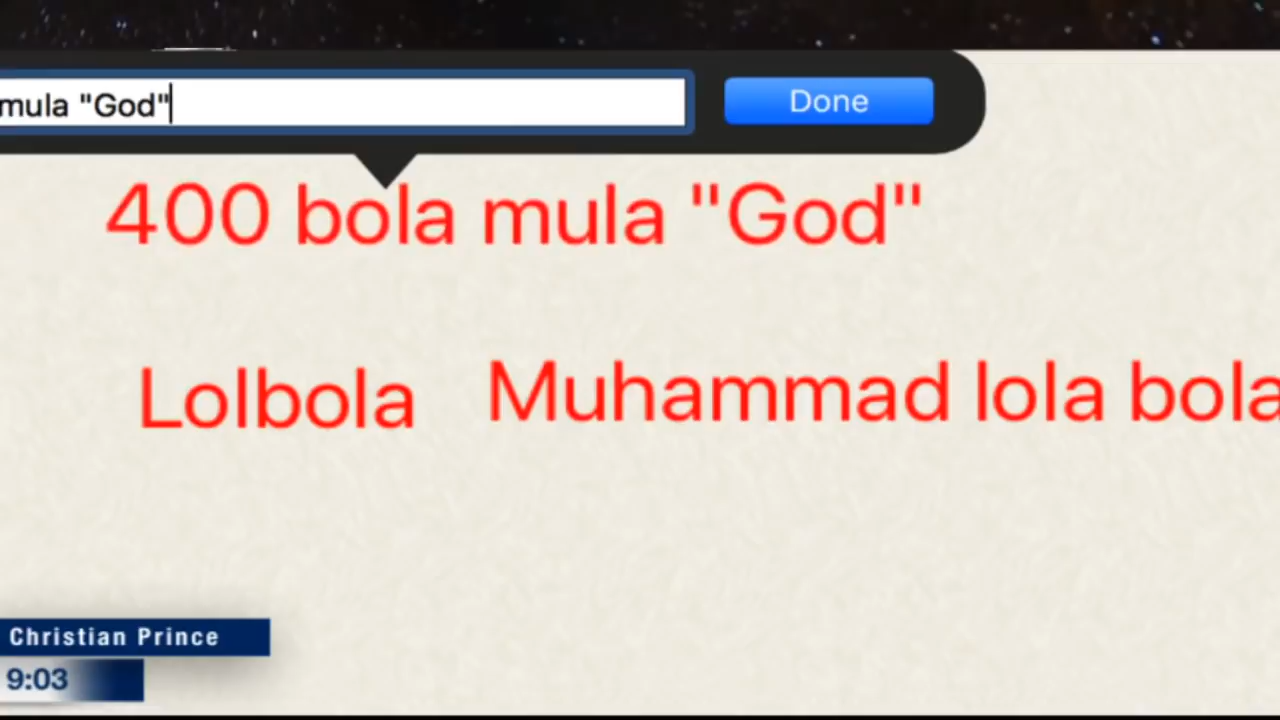 mula "God"
Done
400 bola mula "God"
Lolbola
Muhammad lola bola
Christian Prince
9:03